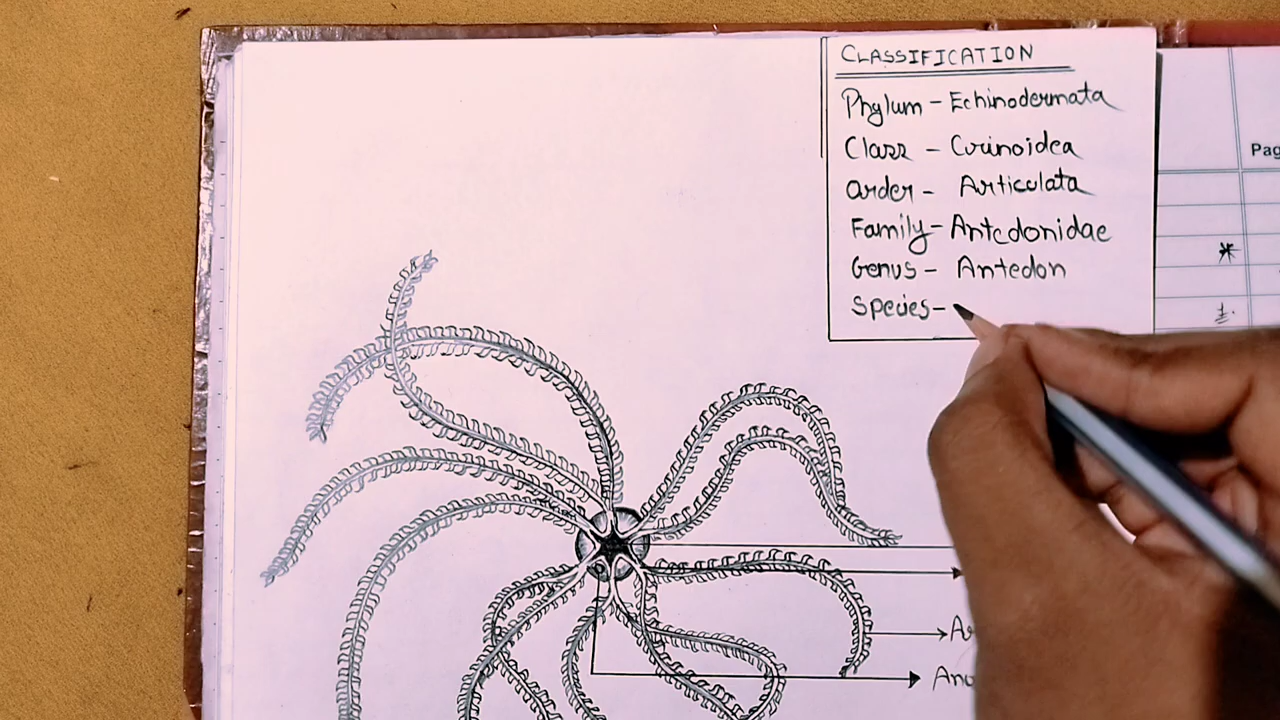 CLASSIFICATION
Phylum - Echinodermata
Class - Crinoidea
Order - Articulata
Family - Antedonidae
Genus - Antedon
Species -
Pag
*